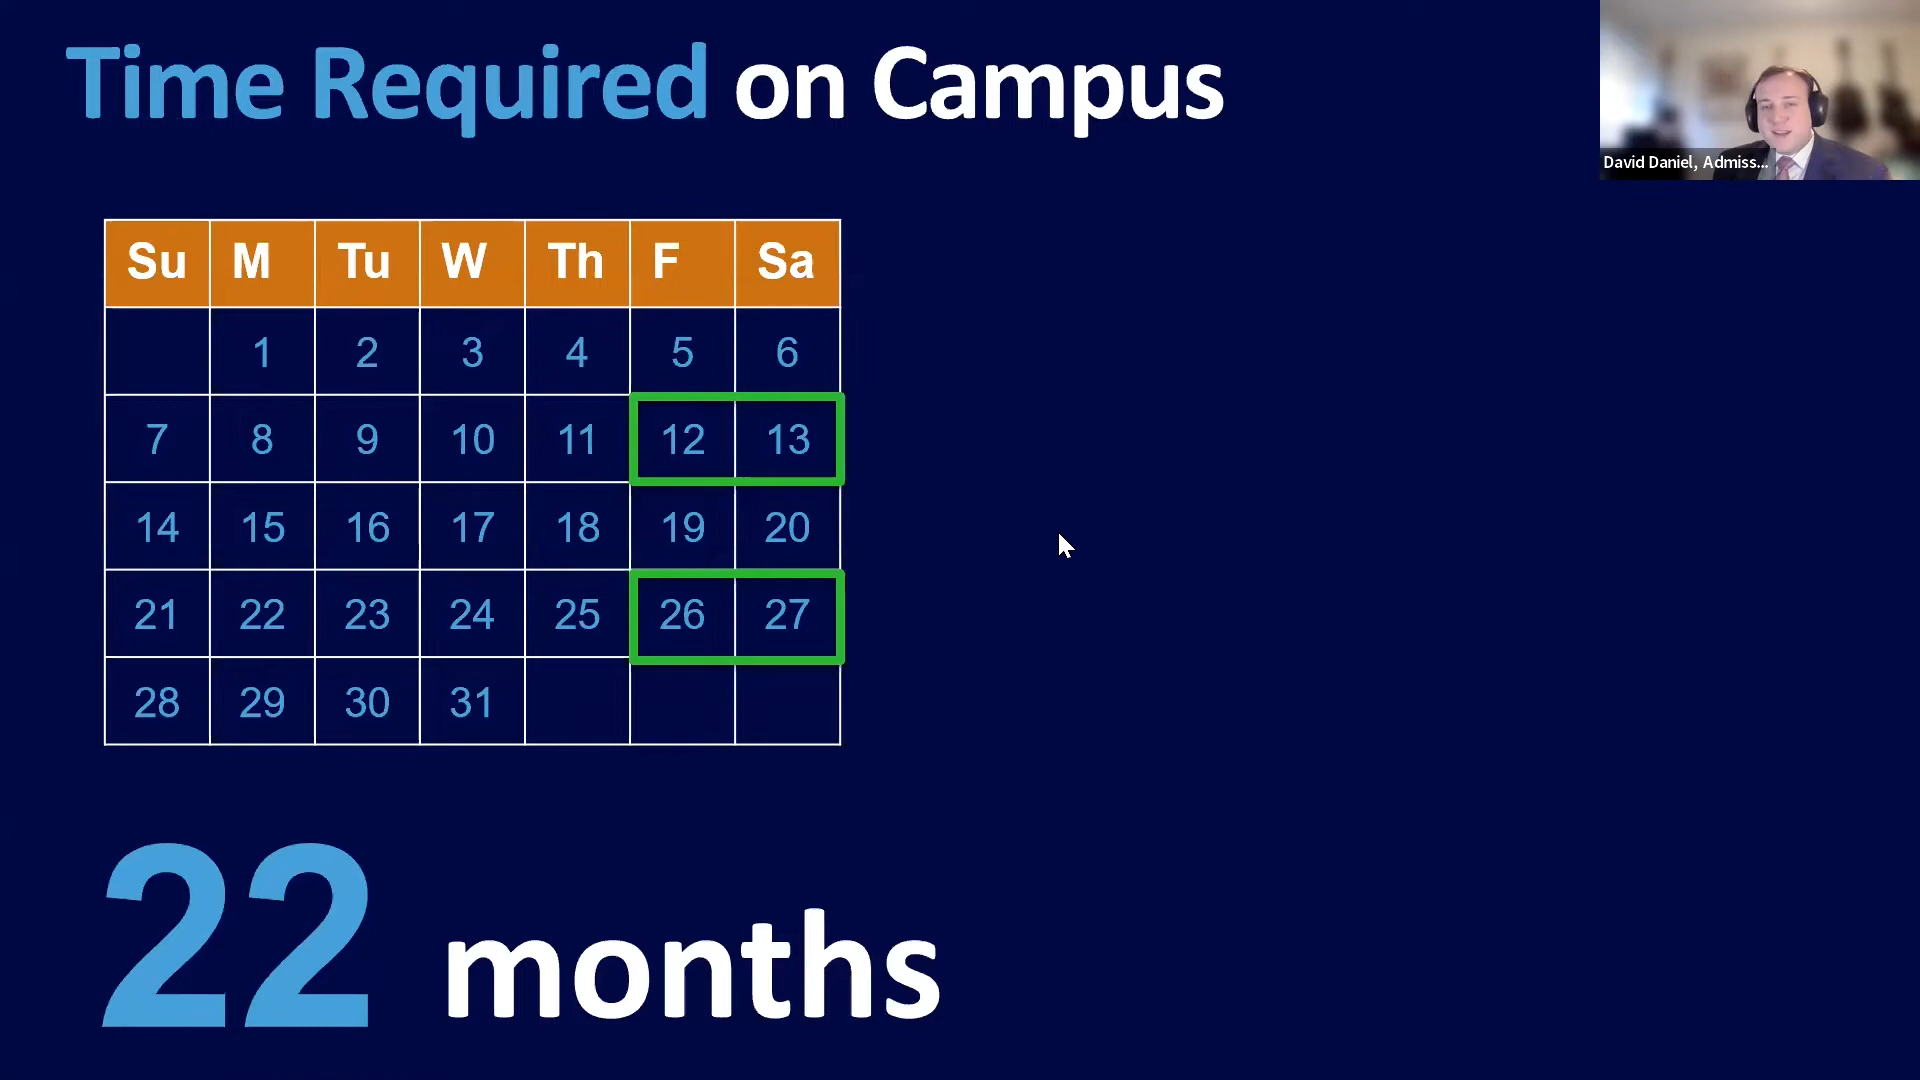 Time Required on Campus
David Daniel, Admiss...
Su M Tu W Th F Sa
1 2 3 4 5 6
7 8 9 10 11 12 13
14 15 16 17 18 19 20
21 22 23 24 25 26 27
28 29 30 31
22 months